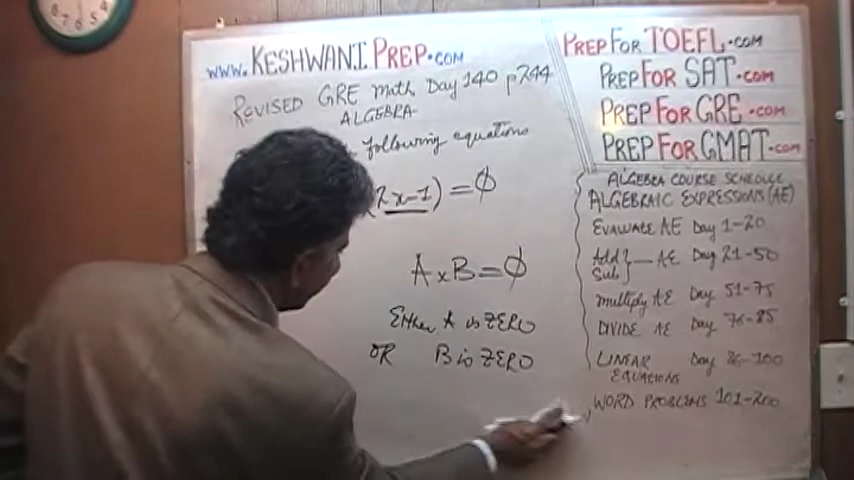 www.KESHWANIPREP.COM
REVISED GRE Math Day 140 p244
ALGEBRA
following equations
(2x-1) = Ø
A x B = Ø
Either A is ZERO
OR B is ZERO
PREP FOR TOEFL.COM
PREP FOR SAT.COM
PREP FOR GRE.COM
PREP FOR GMAT.COM
ALGEBRA COURSE SCHEDULE
ALGEBRAIC EXPRESSIONS (AE)
EVALUATE AE Day 1-20
Add
Sub } — AE Day 21-50
Multiply AE Day 51-75
DIVIDE AE Day 76-85
LINEAR Day 86-100
EQUATIONS
WORD PROBLEMS 101-200